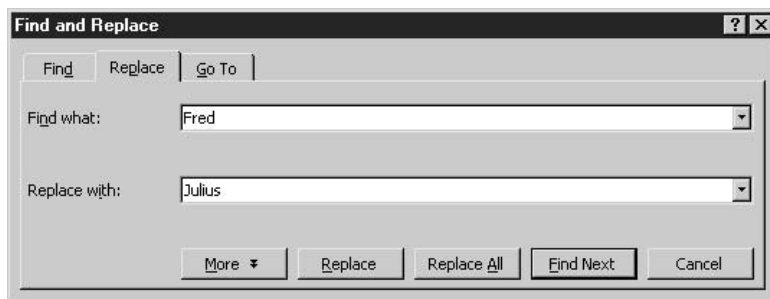 Find and Replace
Find Replace Go To
Find what: Fred
Replace with: Julius
More Replace Replace All Find Next Cancel